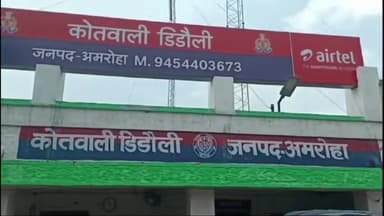 कोतवाली डिडौली
जनपद-अमरोहा M. 9454403673
airtel
कोतवाली डिडौली जनपद-अमरोहा